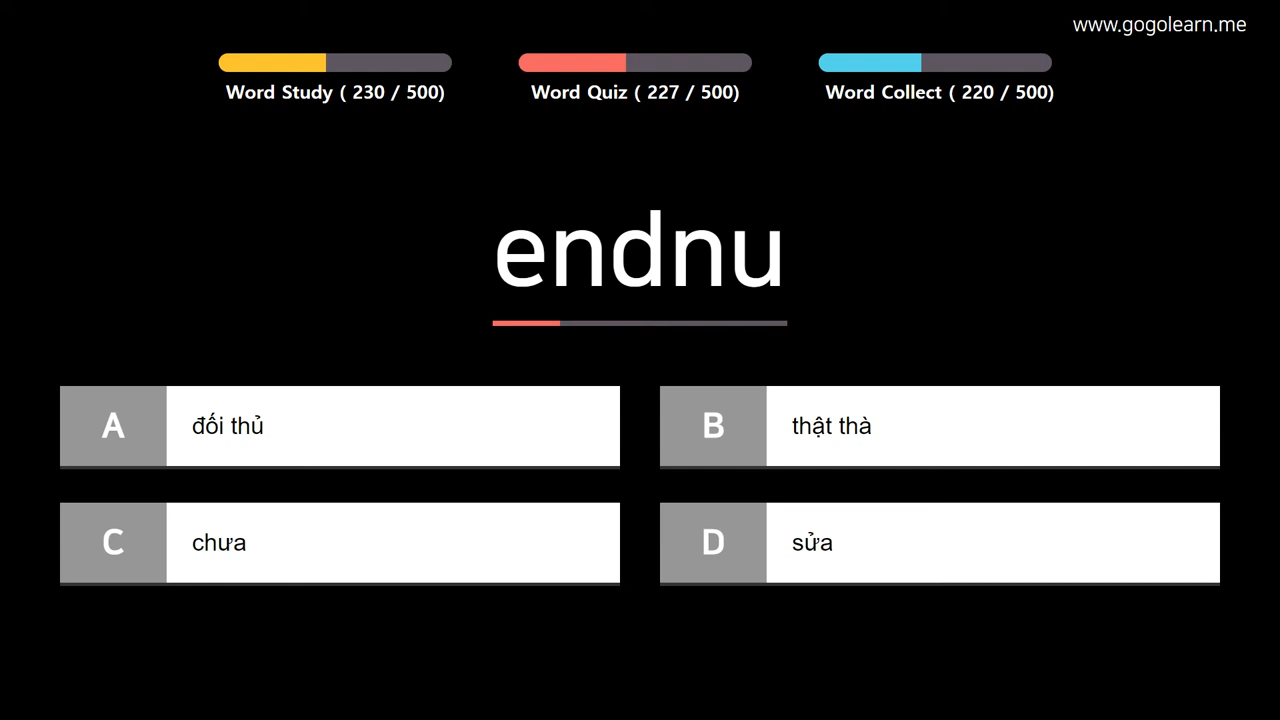 www.gogolearn.me
Word Study ( 230 / 500)
Word Quiz ( 227 / 500)
Word Collect ( 220 / 500)
endnu
A đối thủ
B thật thà
C chưa
D sửa